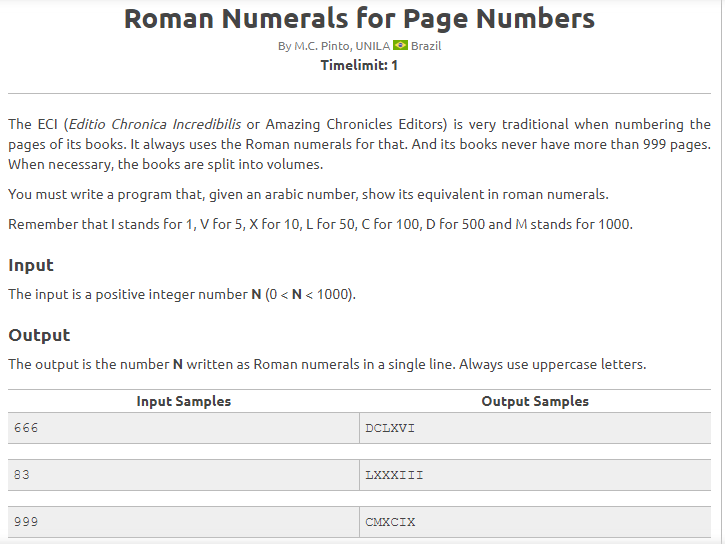 Roman Numerals for Page Numbers
By M.C. Pinto, UNILA Brazil
Timelimit: 1
The ECI (Editio Chronica Incredibilis or Amazing Chronicles Editors) is very traditional when numbering the
pages of its books. It always uses the Roman numerals for that. And its books never have more than 999 pages.
When necessary, the books are split into volumes.
You must write a program that, given an arabic number, show its equivalent in roman numerals.
Remember that I stands for 1, V for 5, X for 10, L for 50, C for 100, D for 500 and M stands for 1000.
Input
The input is a positive integer number N (0 < N < 1000).
Output
The output is the number N written as Roman numerals in a single line. Always use uppercase letters.
Input Samples Output Samples
666 DCLXVI
83 LXXXIII
999 CMXCIX